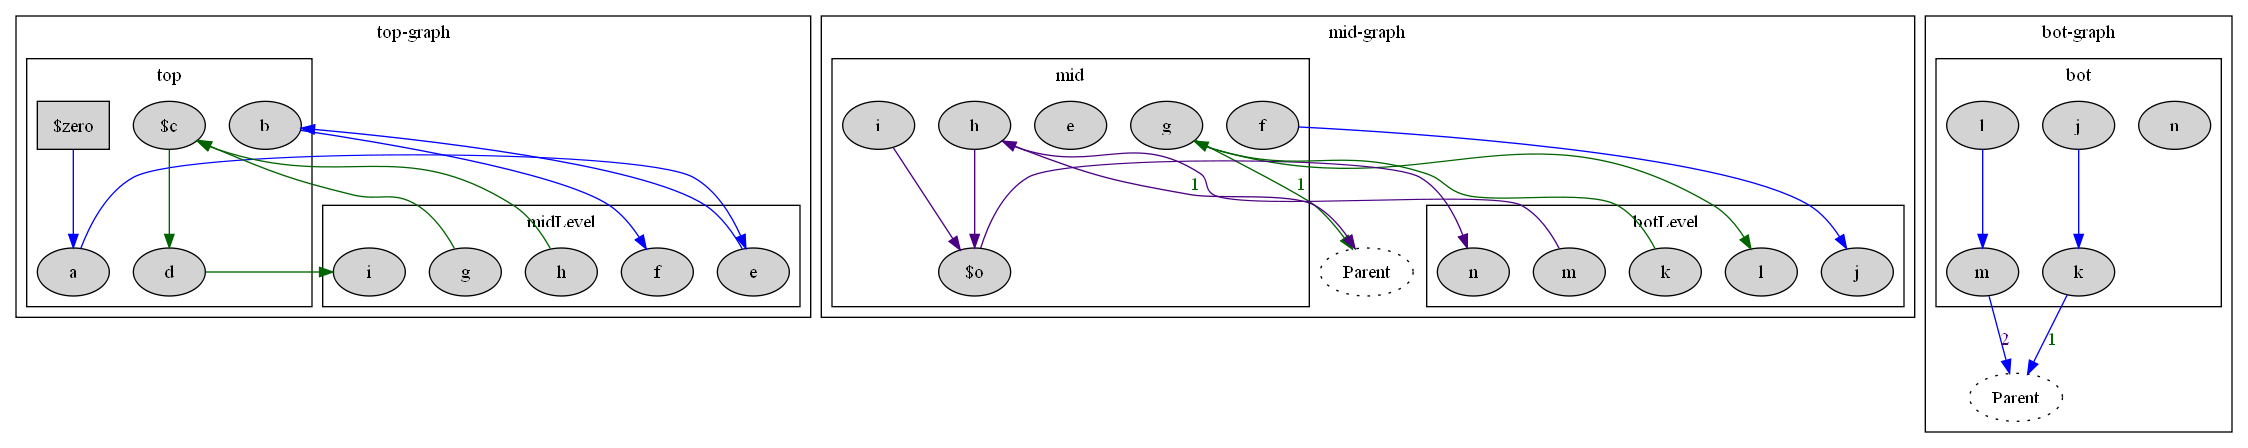 top-graph
top
$zero
$c
b
midLevel
a
d
i
g
h
f
e
mid-graph
mid
i
h
e
g
f
1
1
botLevel
$o
Parent
n
m
k
l
j
bot-graph
bot
l
j
n
m
k
2
1
Parent